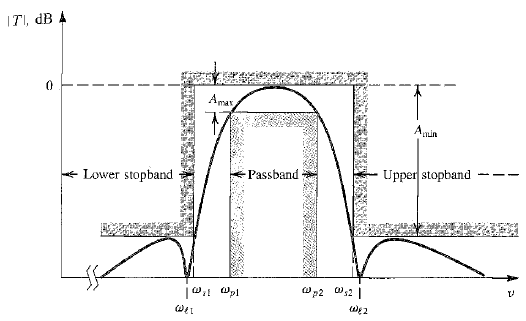 |T|, dB
0
A_max
A_min
Lower stopband
Passband
Upper stopband
ω_s1 ω_p1 ω_p2 ω_s2 υ
ω_ℓ1 ω_ℓ2